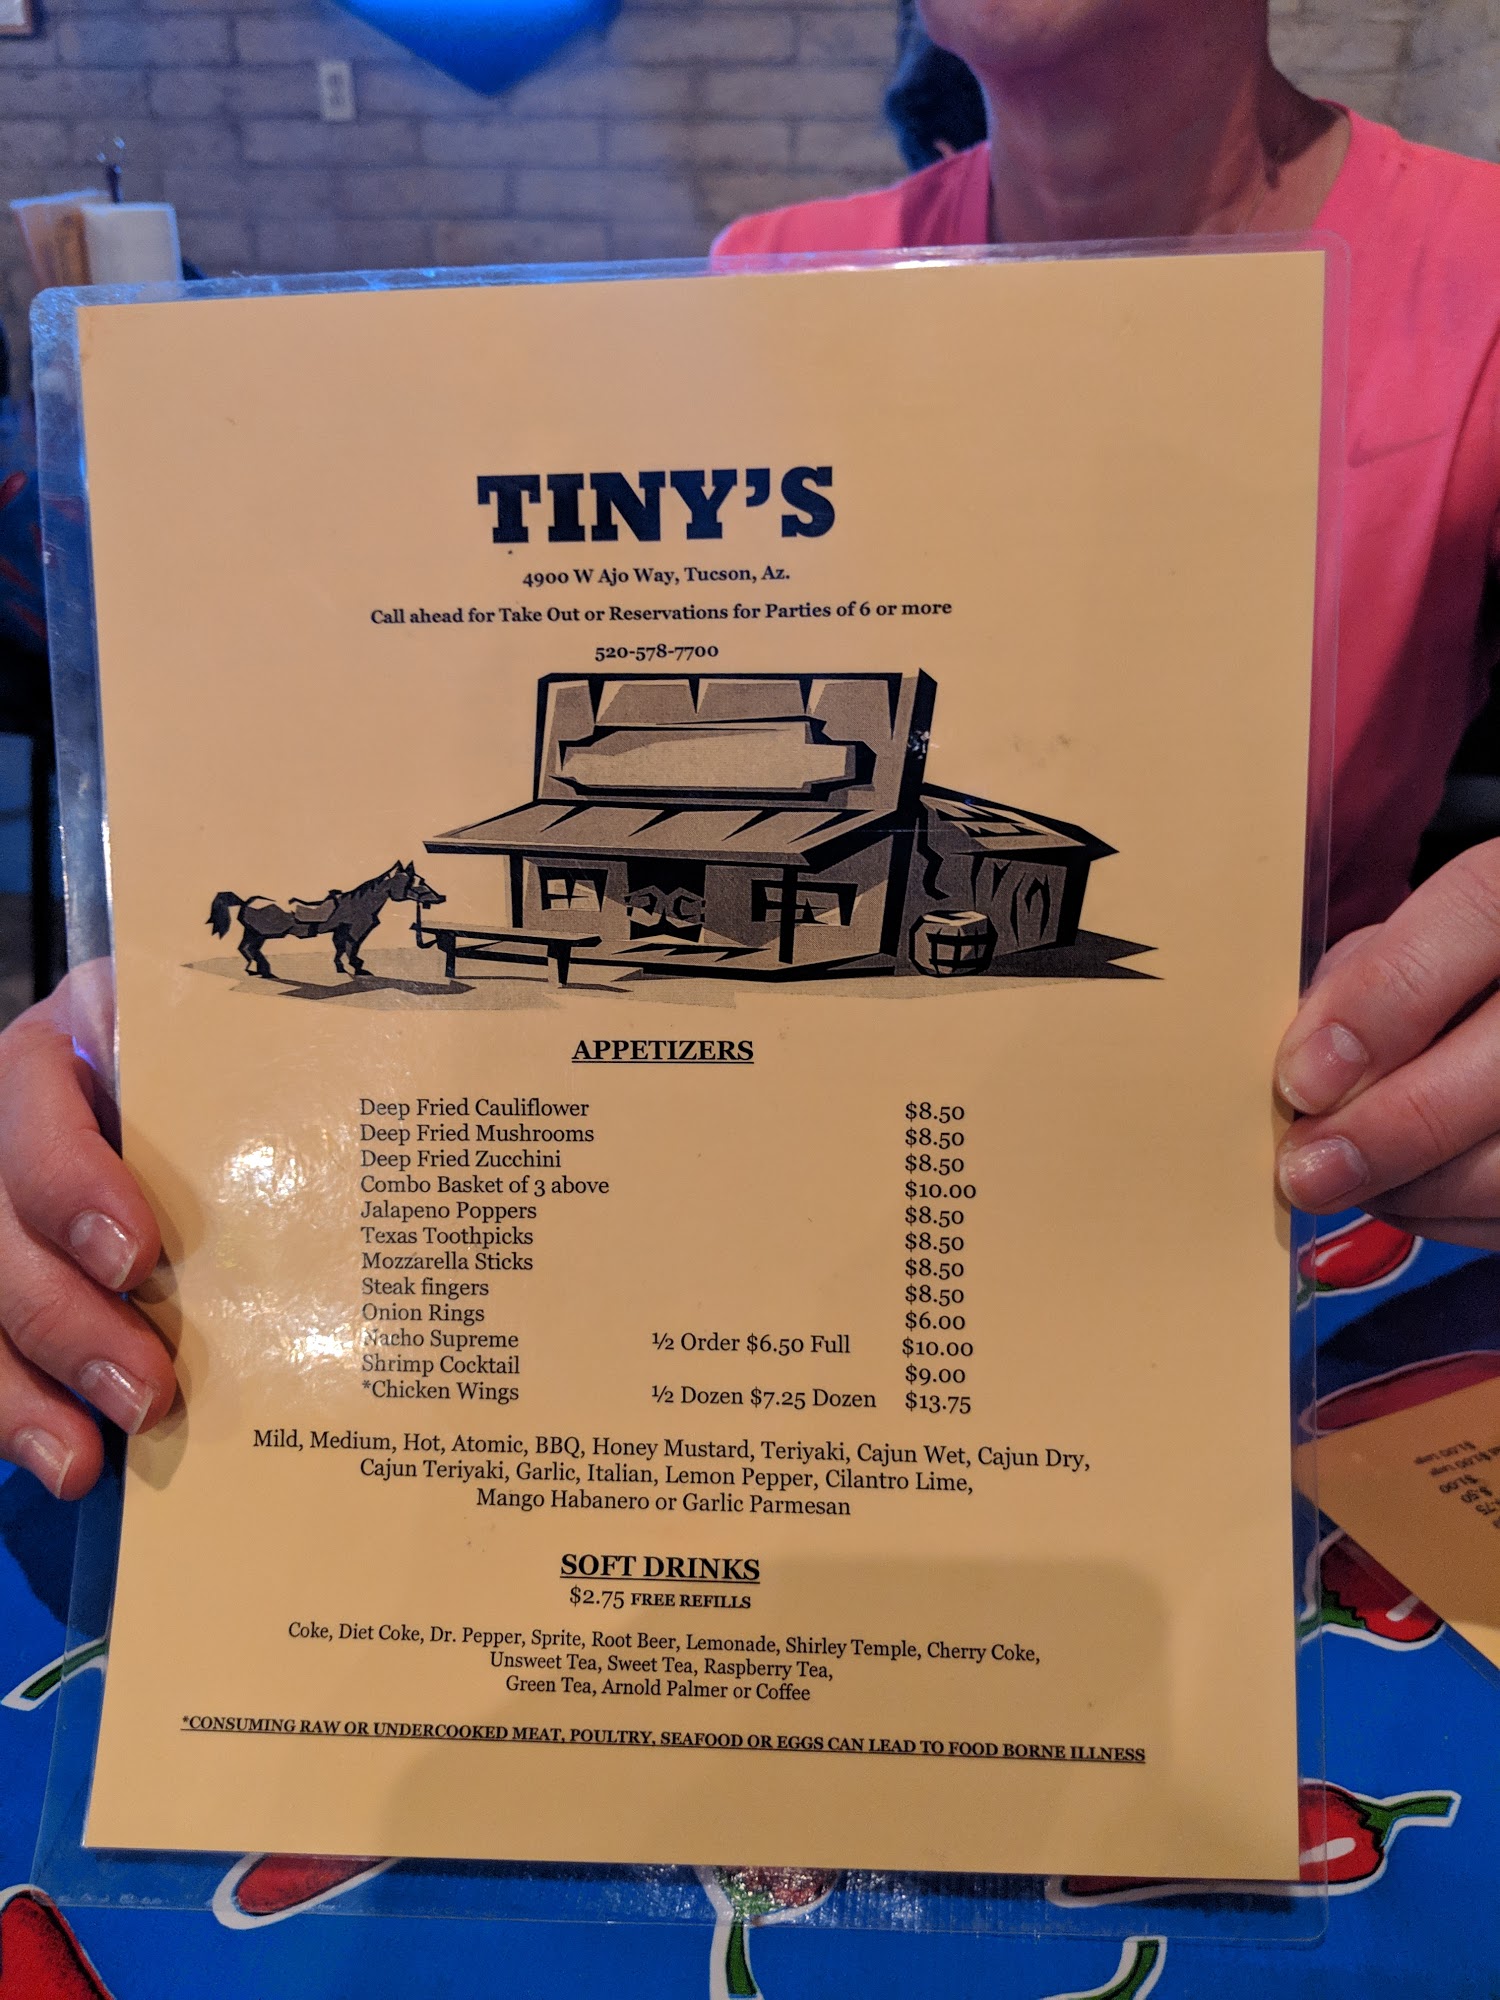 TINY'S
4900 W Ajo Way, Tucson, Az.
Call ahead for Take Out or Reservations for Parties of 6 or more
520-578-7700
APPETIZERS
Deep Fried Cauliflower $8.50
Deep Fried Mushrooms $8.50
Deep Fried Zucchini $8.50
Combo Basket of 3 above $10.00
Jalapeno Poppers $8.50
Texas Toothpicks $8.50
Mozzarella Sticks $8.50
Steak fingers $8.50
Onion Rings $6.00
Nacho Supreme ½ Order $6.50 Full $10.00
Shrimp Cocktail $9.00
*Chicken Wings ½ Dozen $7.25 Dozen $13.75
Mild, Medium, Hot, Atomic, BBQ, Honey Mustard, Teriyaki, Cajun Wet, Cajun Dry,
Cajun Teriyaki, Garlic, Italian, Lemon Pepper, Cilantro Lime,
Mango Habanero or Garlic Parmesan
SOFT DRINKS
$2.75 FREE REFILLS
Coke, Diet Coke, Dr. Pepper, Sprite, Root Beer, Lemonade, Shirley Temple, Cherry Coke,
Unsweet Tea, Sweet Tea, Raspberry Tea,
Green Tea, Arnold Palmer or Coffee
*CONSUMING RAW OR UNDERCOOKED MEAT, POULTRY, SEAFOOD OR EGGS CAN LEAD TO FOOD BORNE ILLNESS